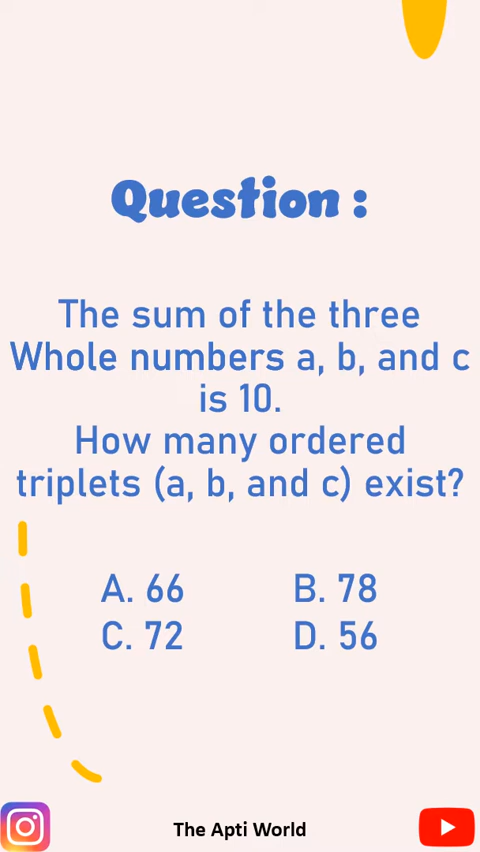 Question :
The sum of the three
Whole numbers a, b, and c
is 10.
How many ordered
triplets (a, b, and c) exist?
A. 66 B. 78
C. 72 D. 56
The Apti World